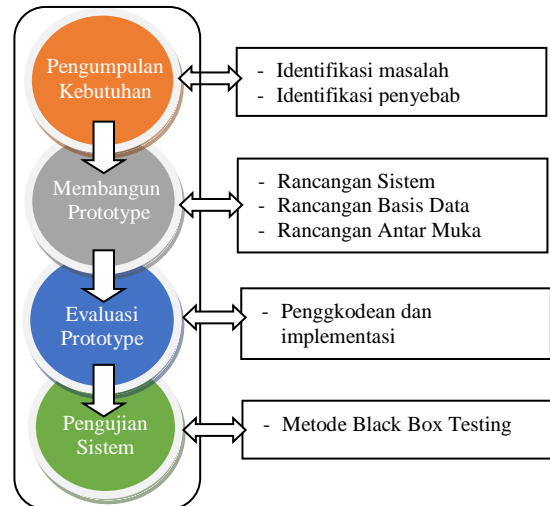 Pengumpulan
Kebutuhan
- Identifikasi masalah
- Identifikasi penyebab
Membangun
Prototype
- Rancangan Sistem
- Rancangan Basis Data
- Rancangan Antar Muka
Evaluasi
Prototype
- Penggkodean dan
implementasi
Pengujian
Sistem
- Metode Black Box Testing